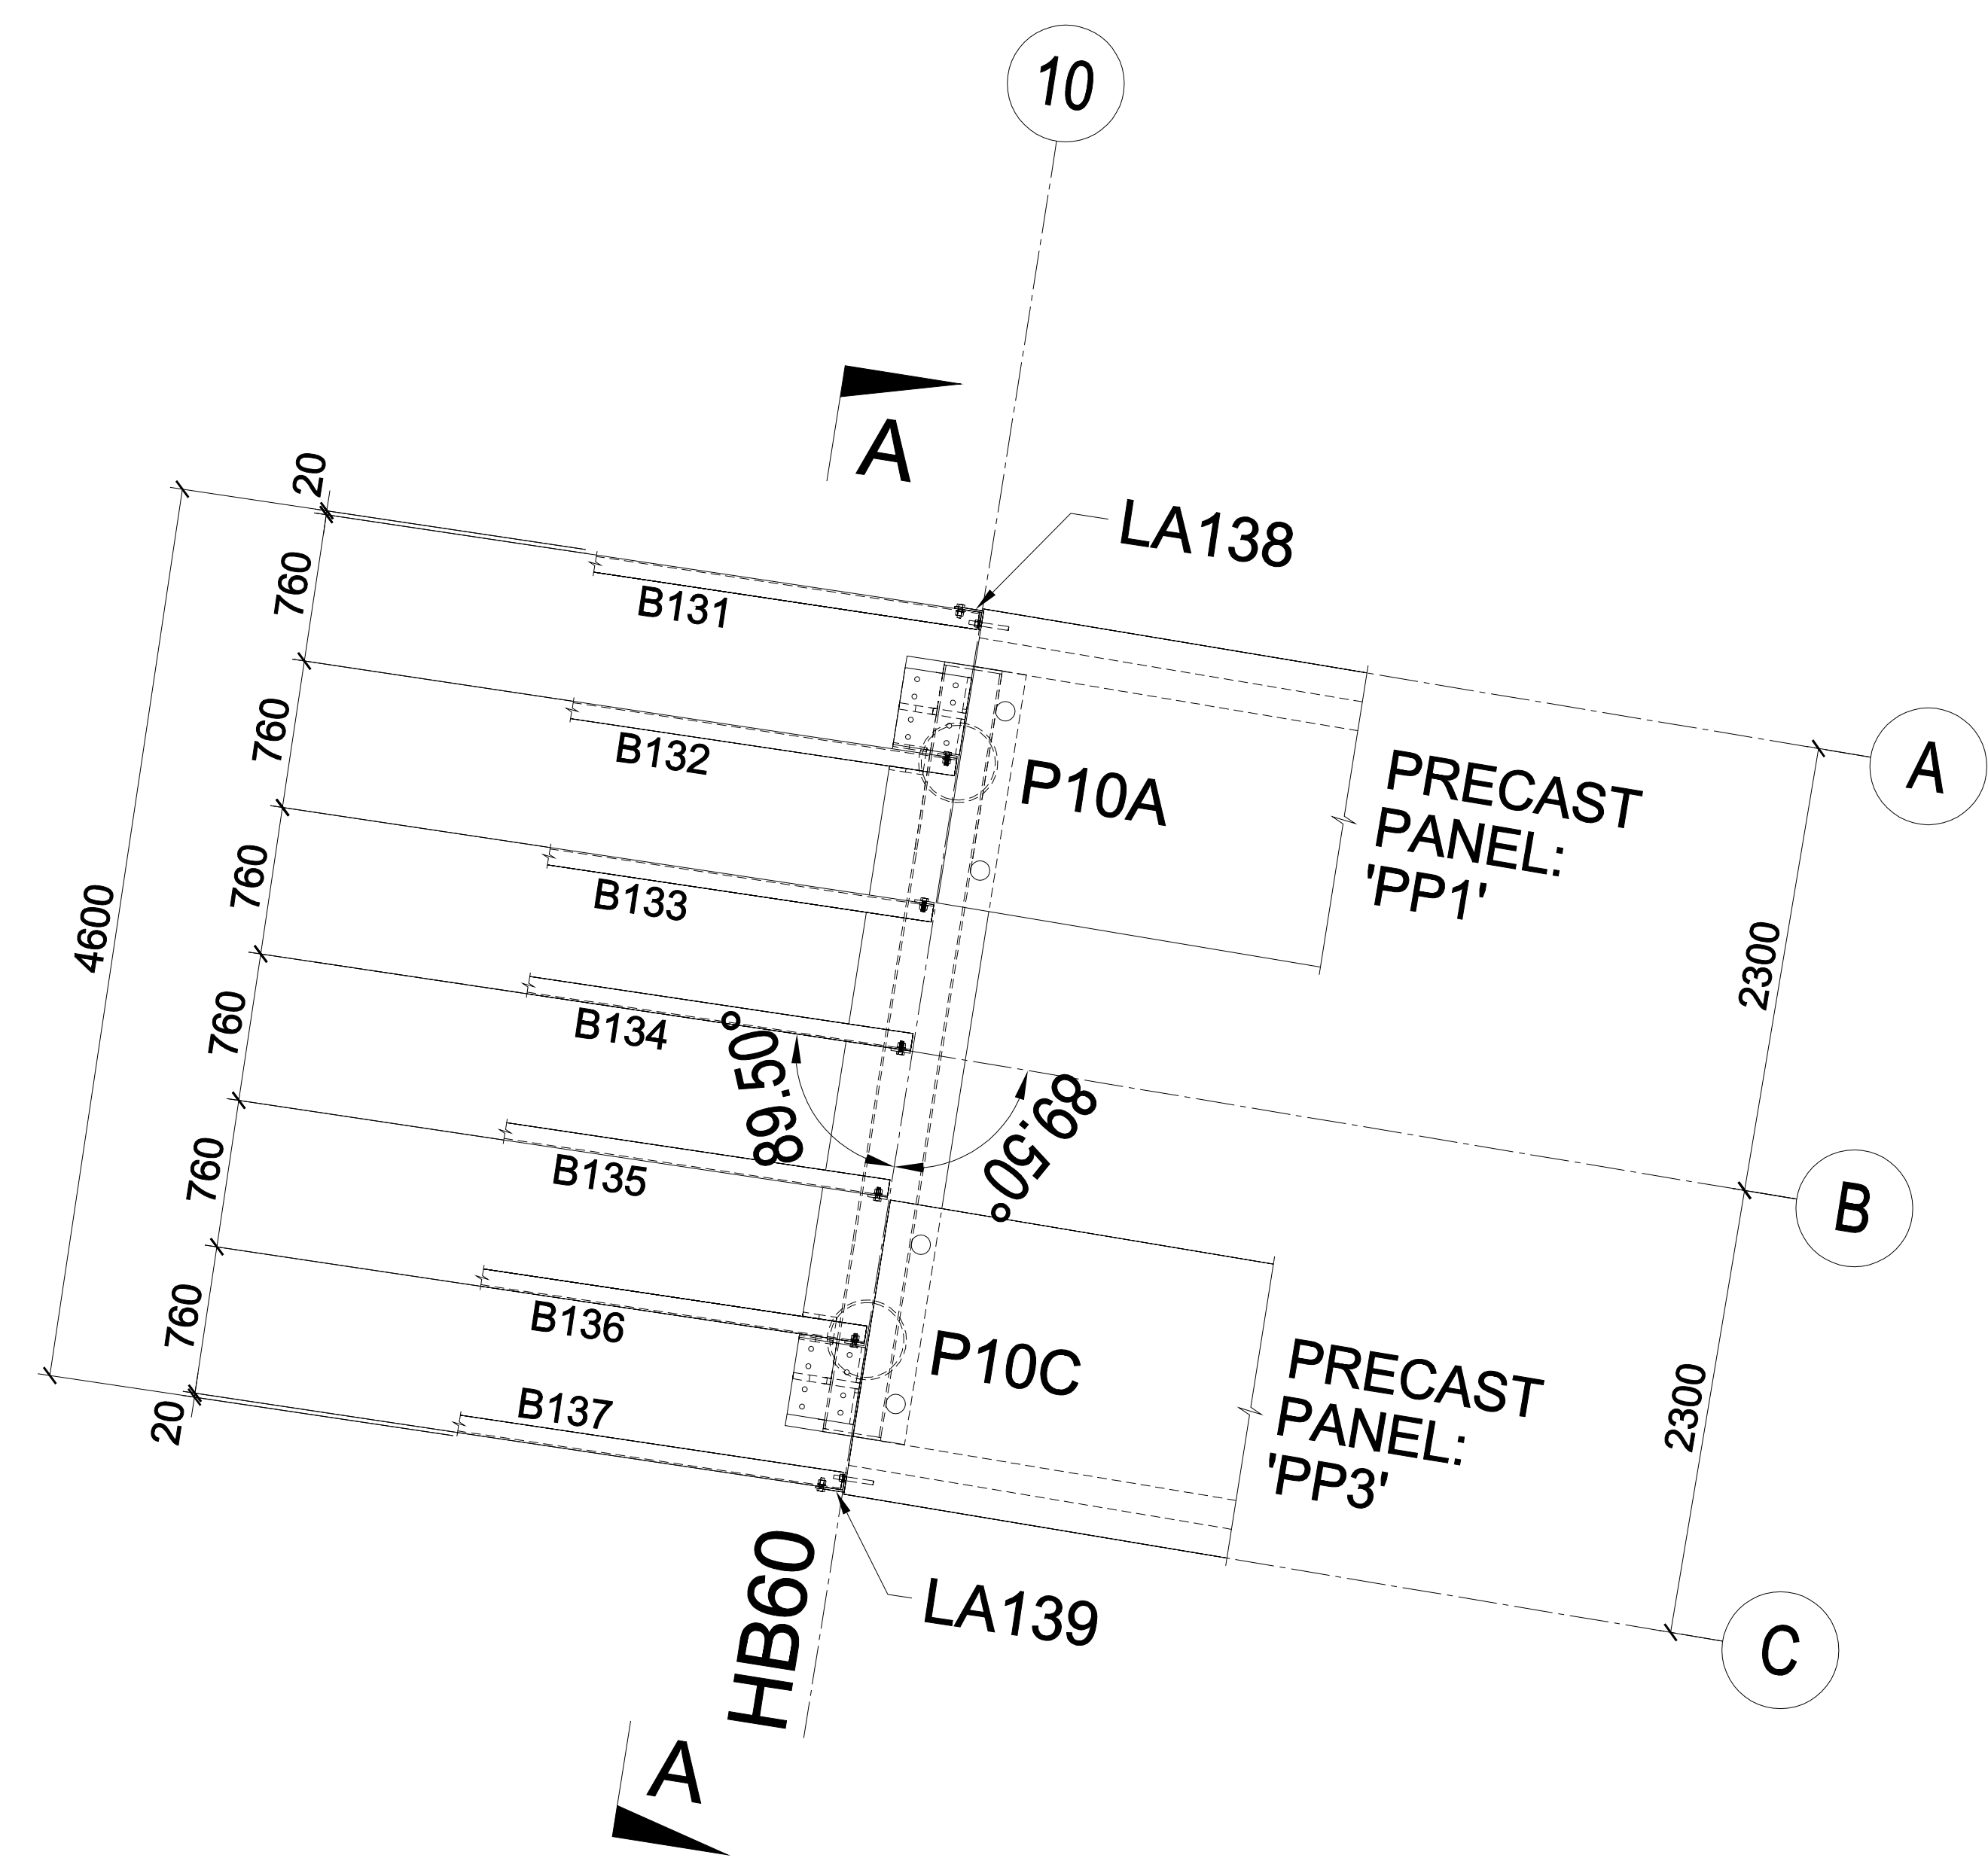 10
A
LA138
20
760
B131
760
B132
P10A
PRECAST
PANEL:
'PP1'
A
760
B133
4600
2300
760
B134
89.50°
89.50°
B
760
B135
760
B136
P10C
PRECAST
PANEL:
'PP3'
2300
20
B137
HB60
LA139
C
A